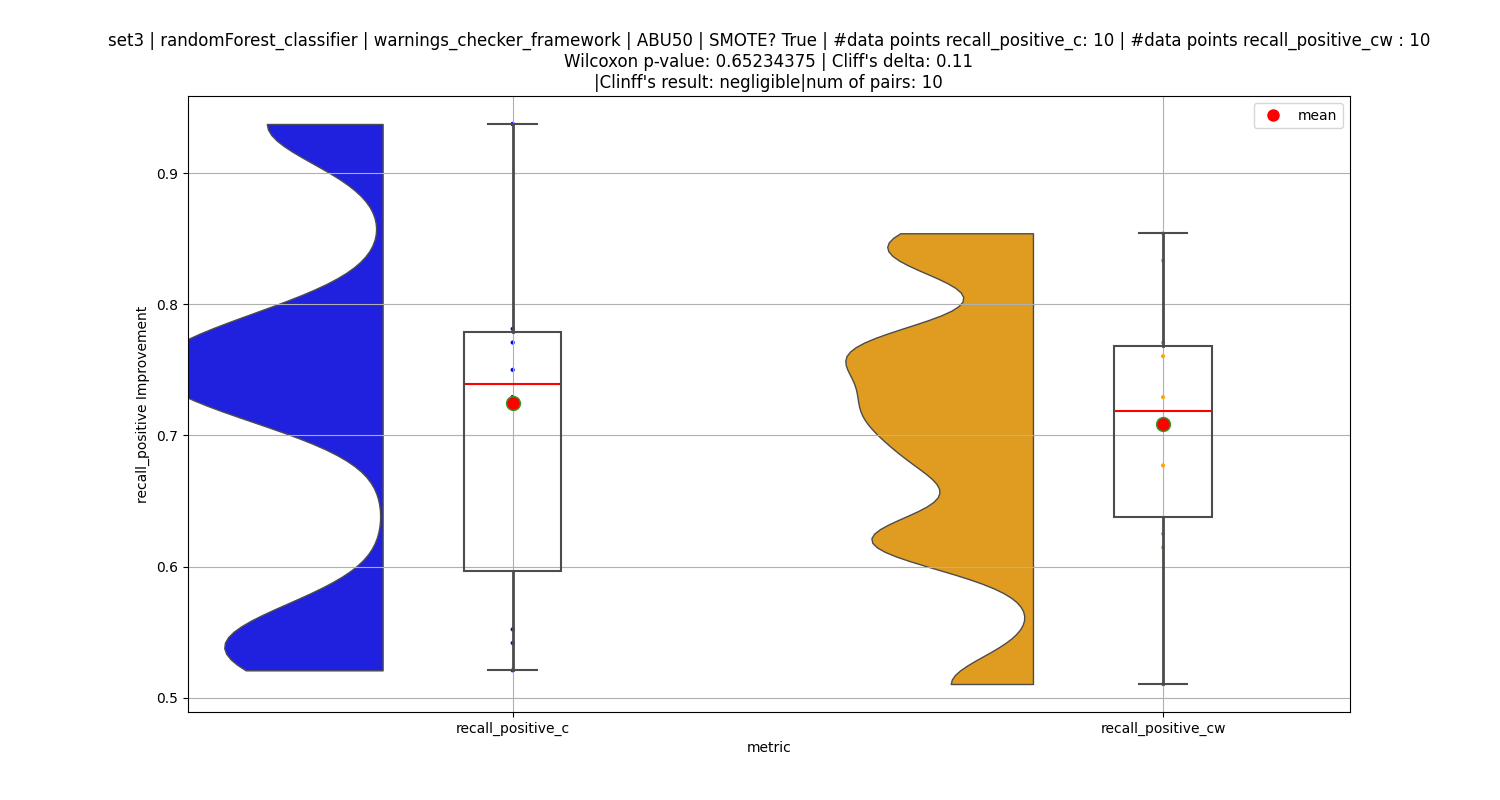 set3 | randomForest_classifier | warnings_checker_framework | ABU50 | SMOTE? True | #data points recall_positive_c: 10 | #data points recall_positive_cw : 10
Wilcoxon p-value: 0.65234375 | Cliff's delta: 0.11
|Clinff's result: negligible|num of pairs: 10
mean
0.9
0.8
0.7
0.6
0.5
recall_positive Improvement
recall_positive_c
recall_positive_cw
metric